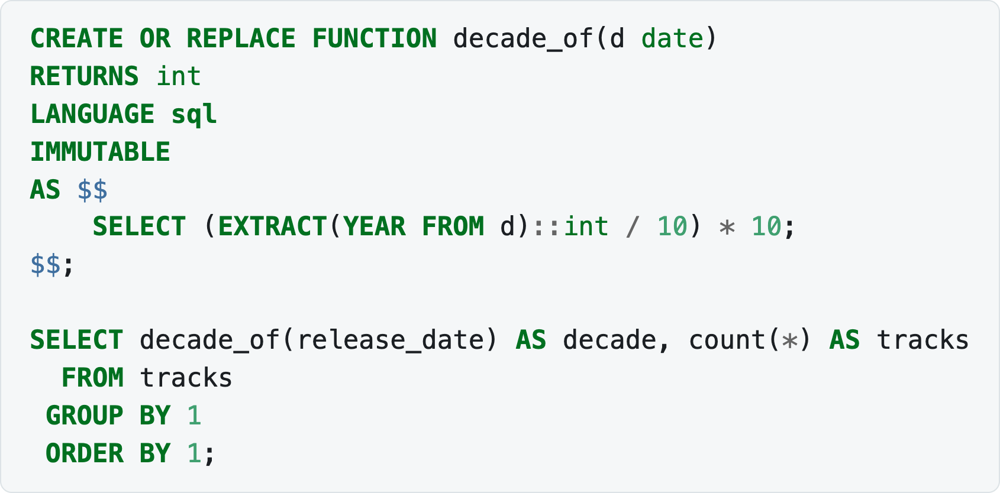 CREATE OR REPLACE FUNCTION decade_of(d date)
RETURNS int
LANGUAGE sql
IMMUTABLE
AS $$
    SELECT (EXTRACT(YEAR FROM d)::int / 10) * 10;
$$;

SELECT decade_of(release_date) AS decade, count(*) AS tracks
  FROM tracks
 GROUP BY 1
 ORDER BY 1;